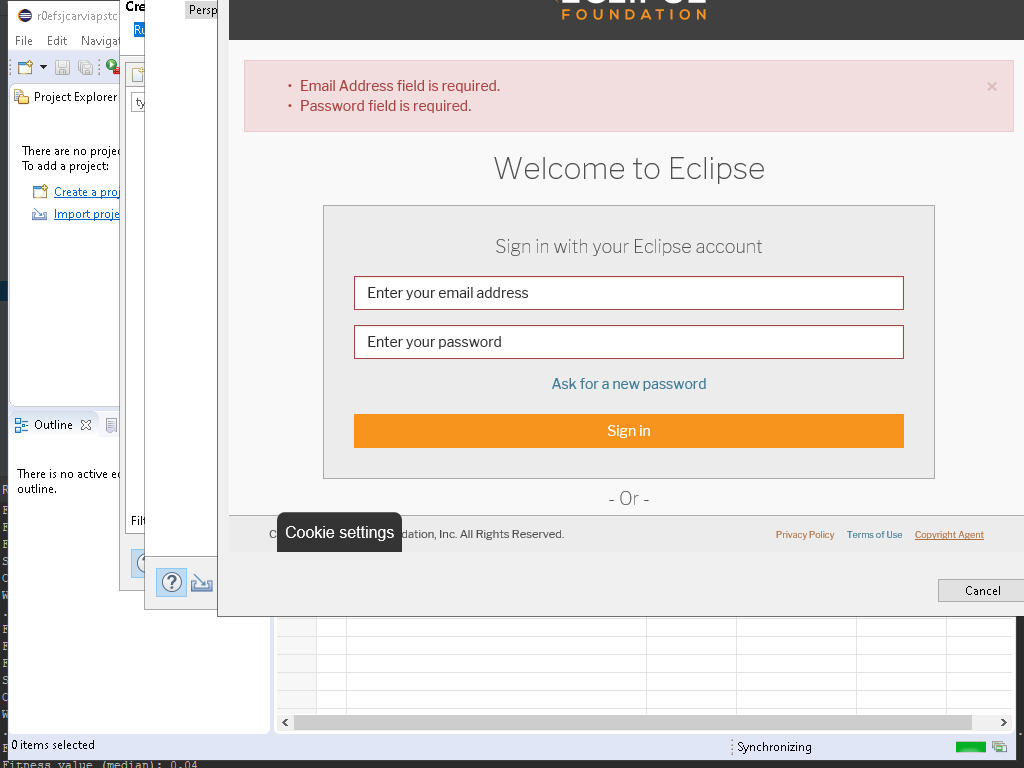 r0efsjcarviapstc
File Edit Navigat
Project Explorer
There are no projec
To add a project:
Create a proj
Import proje
Outline
There is no active ed
outline.
0 items selected
Cre
Ru
ty
Filt
Persp
FOUNDATION
• Email Address field is required.
• Password field is required.
Welcome to Eclipse
Sign in with your Eclipse account
Enter your email address
Enter your password
Ask for a new password
Sign in
- Or -
Cookie settings
dation, Inc. All Rights Reserved.
Privacy Policy Terms of Use Copyright Agent
Cancel
Synchronizing
Fitness value (median): 0.04